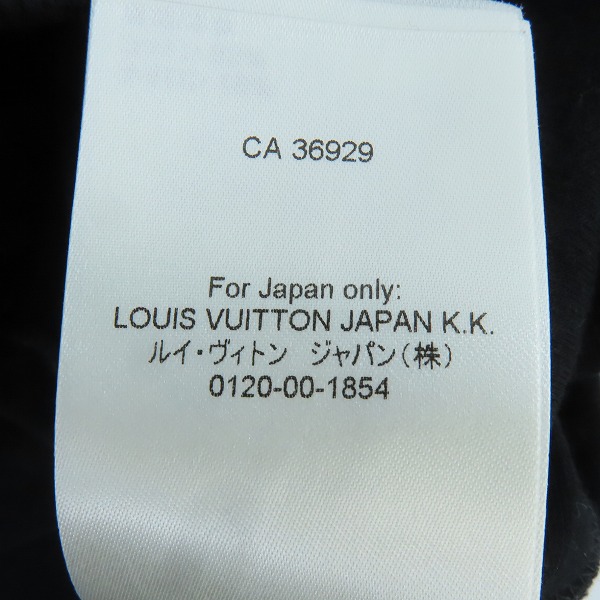 CA 36929
For Japan only:
LOUIS VUITTON JAPAN K.K.
ルイ・ヴィトン ジャパン(株)
0120-00-1854